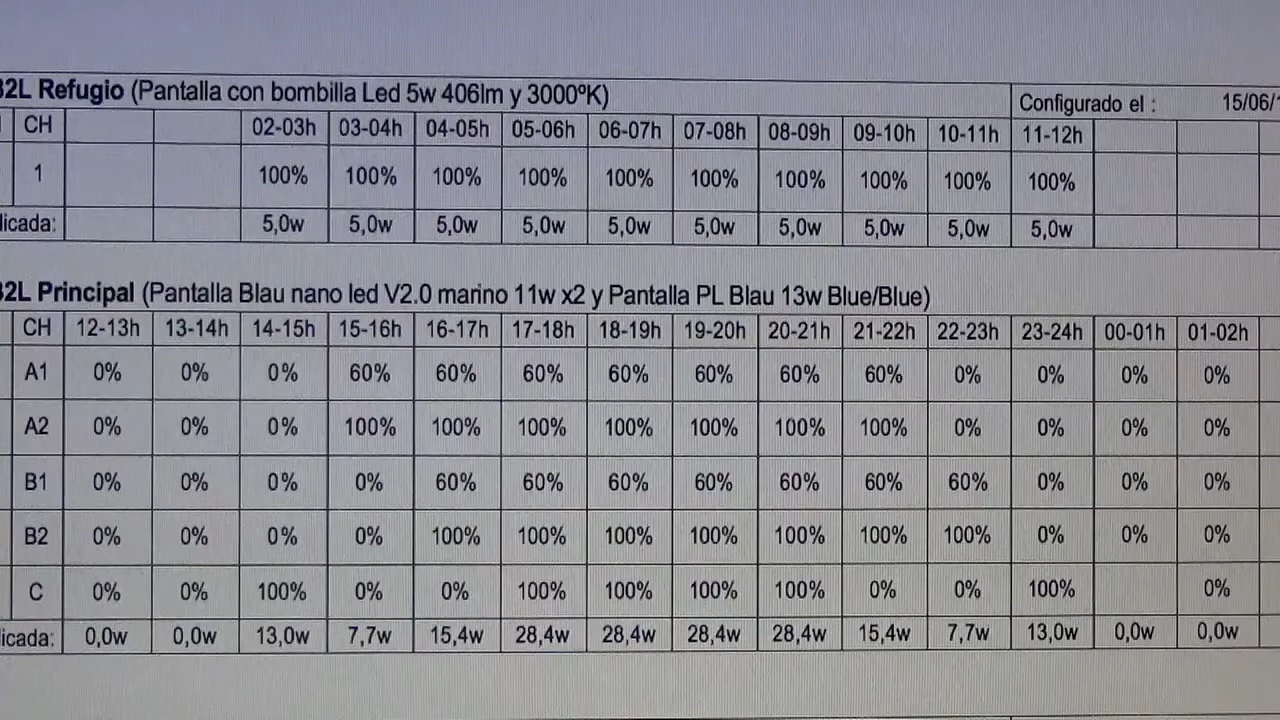 32L Refugio (Pantalla con bombilla Led 5w 406lm y 3000ºK) Configurado el : 15/06/
CH 02-03h 03-04h 04-05h 05-06h 06-07h 07-08h 08-09h 09-10h 10-11h 11-12h
1 100% 100% 100% 100% 100% 100% 100% 100% 100% 100%
licada: 5,0w 5,0w 5,0w 5,0w 5,0w 5,0w 5,0w 5,0w 5,0w 5,0w
32L Principal (Pantalla Blau nano led V2.0 marino 11w x2 y Pantalla PL Blau 13w Blue/Blue)
CH 12-13h 13-14h 14-15h 15-16h 16-17h 17-18h 18-19h 19-20h 20-21h 21-22h 22-23h 23-24h 00-01h 01-02h
A1 0% 0% 0% 60% 60% 60% 60% 60% 60% 60% 0% 0% 0% 0%
A2 0% 0% 0% 100% 100% 100% 100% 100% 100% 100% 0% 0% 0% 0%
B1 0% 0% 0% 0% 60% 60% 60% 60% 60% 60% 60% 0% 0% 0%
B2 0% 0% 0% 0% 100% 100% 100% 100% 100% 100% 100% 0% 0% 0%
C 0% 0% 100% 0% 0% 100% 100% 100% 100% 0% 0% 100% 0%
licada: 0,0w 0,0w 13,0w 7,7w 15,4w 28,4w 28,4w 28,4w 28,4w 15,4w 7,7w 13,0w 0,0w 0,0w